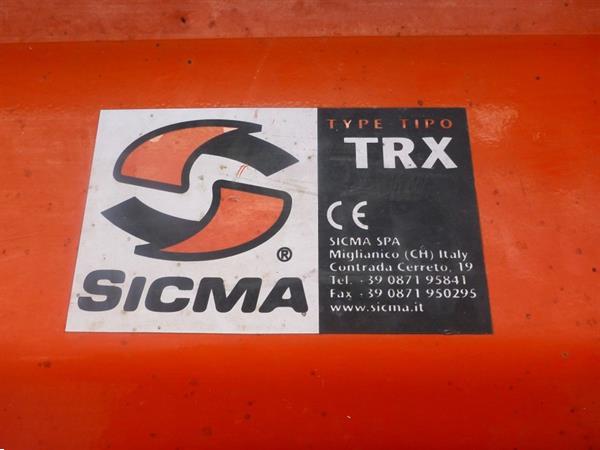 SICMA
®
TYPE TIPO
TRX
CE
SICMA SPA
Miglianico (CH) Italy
Contrada Cerreto, 19
Tel. +39 0871 95841
Fax +39 0871 950295
www.sicma.it